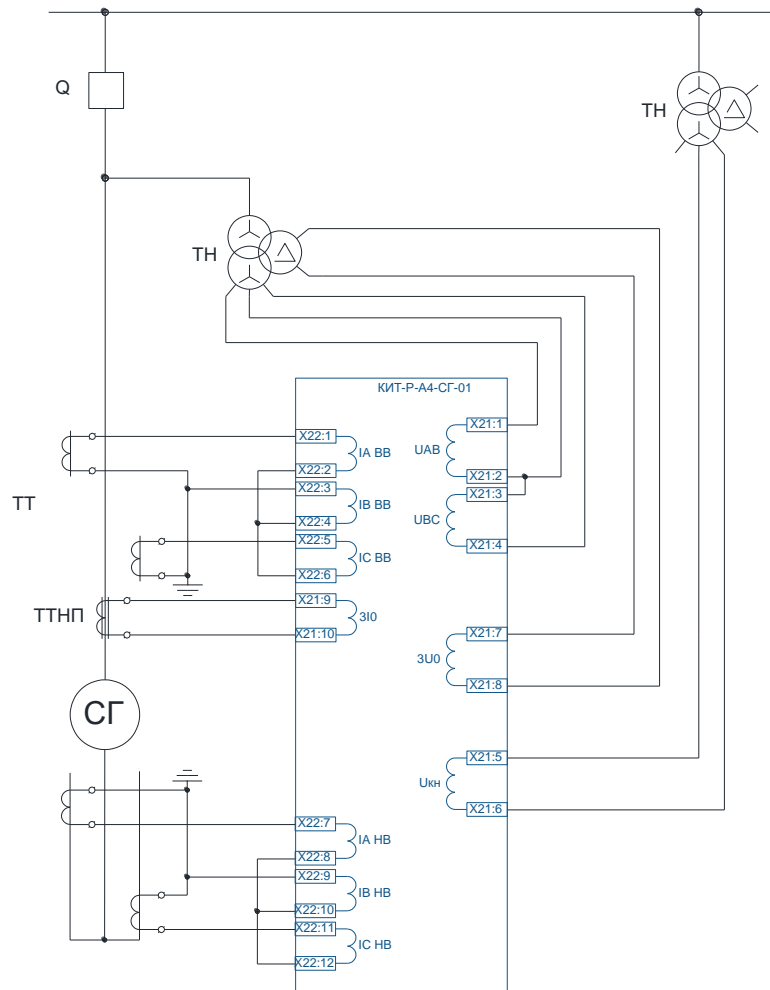 Q
ТН
ТН
КИТ-Р-А4-СГ-01
X22:1
IA ВВ
X22:2
X22:3
IB ВВ
X22:4
X22:5
IC ВВ
X22:6
X21:9
3I0
X21:10
ТТ
ТТНП
СГ
X21:1
UAB
X21:2
X21:3
UBC
X21:4
X21:7
3U0
X21:8
X21:5
Uкн
X21:6
X22:7
IA НВ
X22:8
X22:9
IB НВ
X22:10
X22:11
IC НВ
X22:12